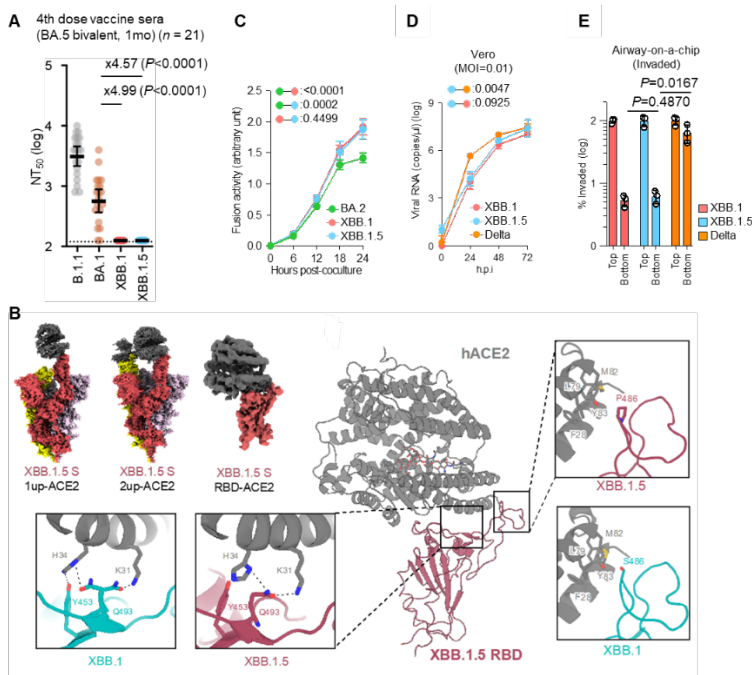 A
4th dose vaccine sera
(BA.5 bivalent, 1mo) (n = 21)
x4.57 (P<0.0001)
x4.99 (P<0.0001)
NT50 (log)
4
3
2
B.1.1
BA.1
XBB.1
XBB.1.5
C
Fusion activity (arbitrary unit)
2.5
2.0
1.5
1.0
0.5
0.0
:<0.0001
:0.0002
:0.4499
BA.2
XBB.1
XBB.1.5
0 6 12 18 24
Hours post-coculture
D
Vero
(MOI=0.01)
Viral RNA (copies/μl) (log)
9
6
3
0
:0.0047
:0.0925
XBB.1
XBB.1.5
Delta
0 24 48 72
h.p.i
E
Airway-on-a-chip
(Invaded)
P=0.0167
P=0.4870
% Invaded (log)
10²
10¹
XBB.1
XBB.1.5
Delta
Top
Bottom
Top
Bottom
Top
Bottom
B
XBB.1.5 S
1up-ACE2
XBB.1.5 S
2up-ACE2
XBB.1.5 S
RBD-ACE2
hACE2
XBB.1.5 RBD
M82
L79
P486
Y83
F28
XBB.1.5
H34
K31
Y453
Q493
XBB.1
H34
K31
Y453
Q493
XBB.1.5
M82
L79
S486
Y83
F28
XBB.1